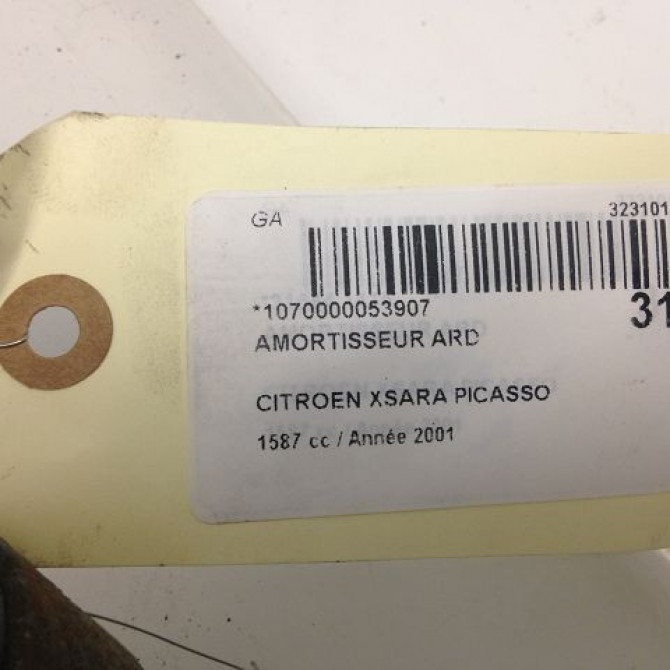 GA 323101
*1070000053907 31
AMORTISSEUR ARD
CITROEN XSARA PICASSO
1587 cc / Année 2001